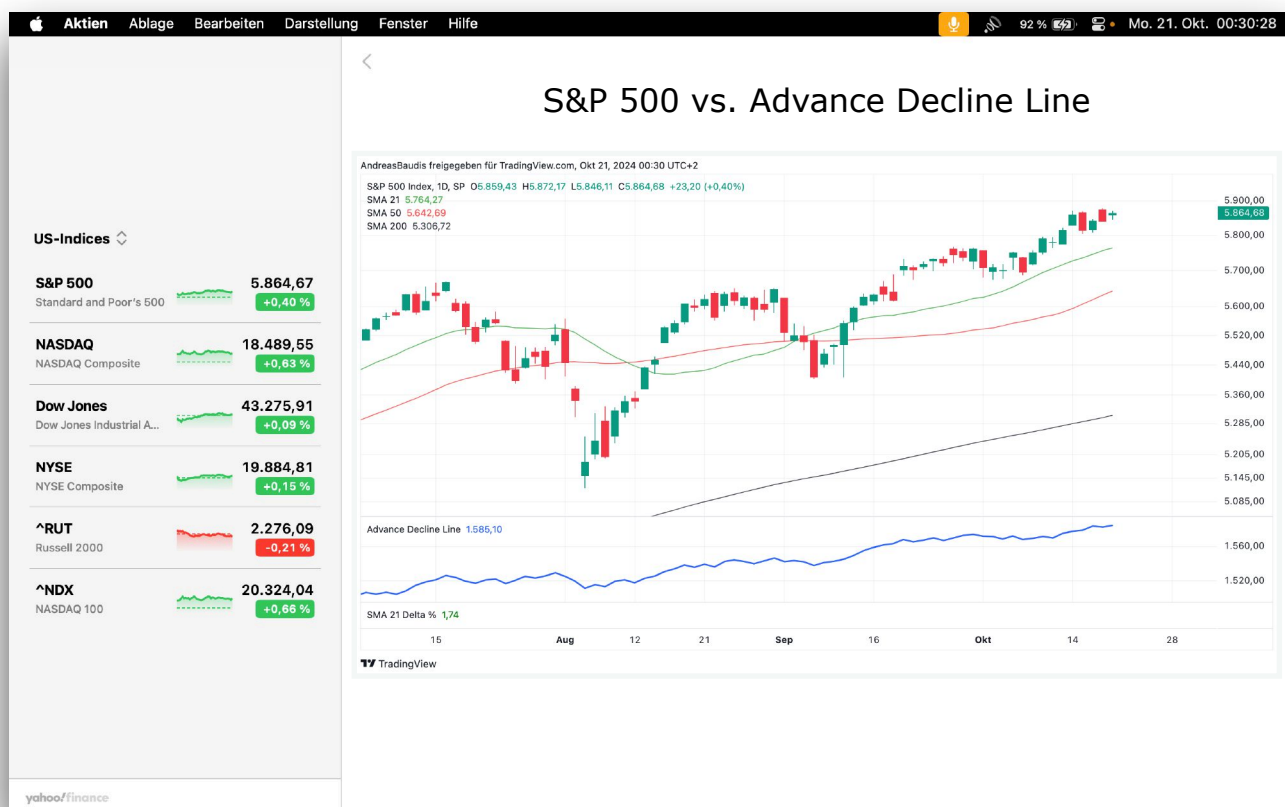 Aktien Ablage Bearbeiten Darstellung Fenster Hilfe 92 % Mo. 21. Okt. 00:30:28
US-Indices
S&P 500 5.864,67
Standard and Poor's 500 +0,40 %
NASDAQ 18.489,55
NASDAQ Composite +0,63 %
Dow Jones 43.275,91
Dow Jones Industrial A... +0,09 %
NYSE 19.884,81
NYSE Composite +0,15 %
^RUT 2.276,09
Russell 2000 -0,21 %
^NDX 20.324,04
NASDAQ 100 +0,66 %
yahoo!finance
S&P 500 vs. Advance Decline Line
AndreasBaudis freigegeben für TradingView.com, Okt 21, 2024 00:30 UTC+2
S&P 500 Index, 1D, SP O5.859,43 H5.872,17 L5.846,11 C5.864,68 +23,20 (+0,40%)
SMA 21 5.764,27
SMA 50 5.642,69
SMA 200 5.306,72
5.900,00
5.864,68
5.800,00
5.700,00
5.600,00
5.520,00
5.440,00
5.360,00
5.285,00
5.205,00
5.145,00
5.085,00
Advance Decline Line 1.585,10
1.560,00
1.520,00
SMA 21 Delta % 1,74
15 Aug 12 21 Sep 16 Okt 14 28
TradingView